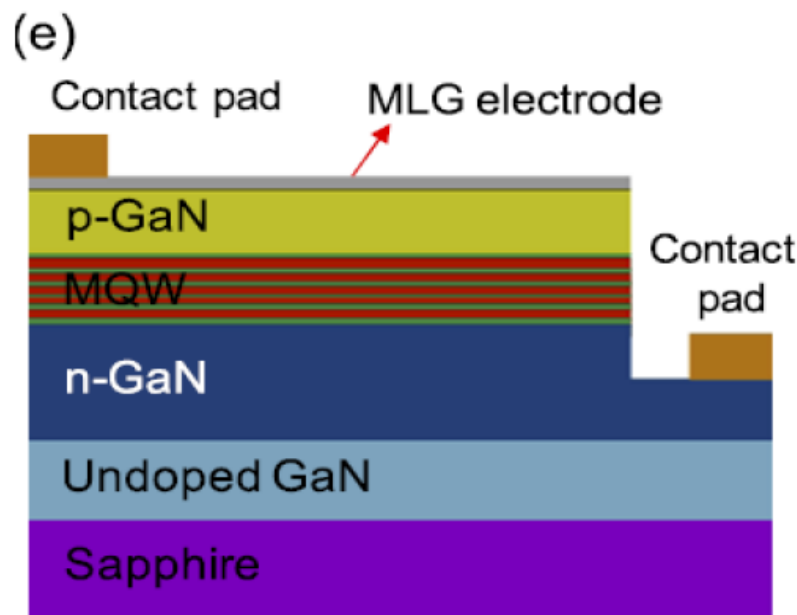 (e)
Contact pad
MLG electrode
p-GaN
Contact
pad
MQW
n-GaN
Undoped GaN
Sapphire